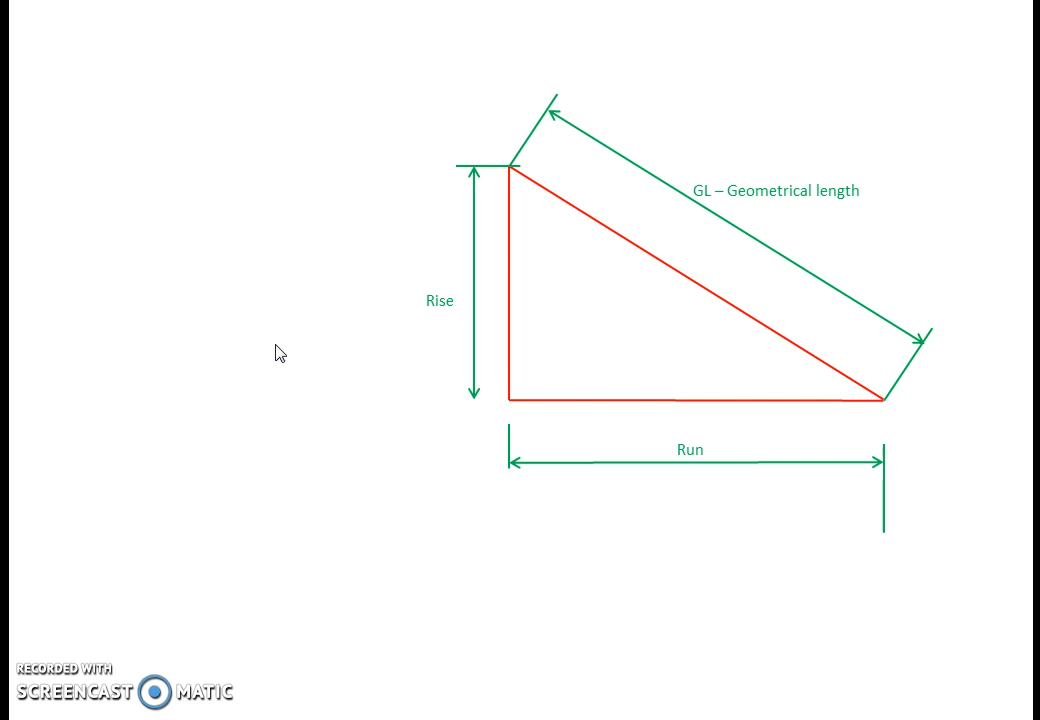 GL – Geometrical length
Rise
Run
RECORDED WITH
SCREENCAST MATIC